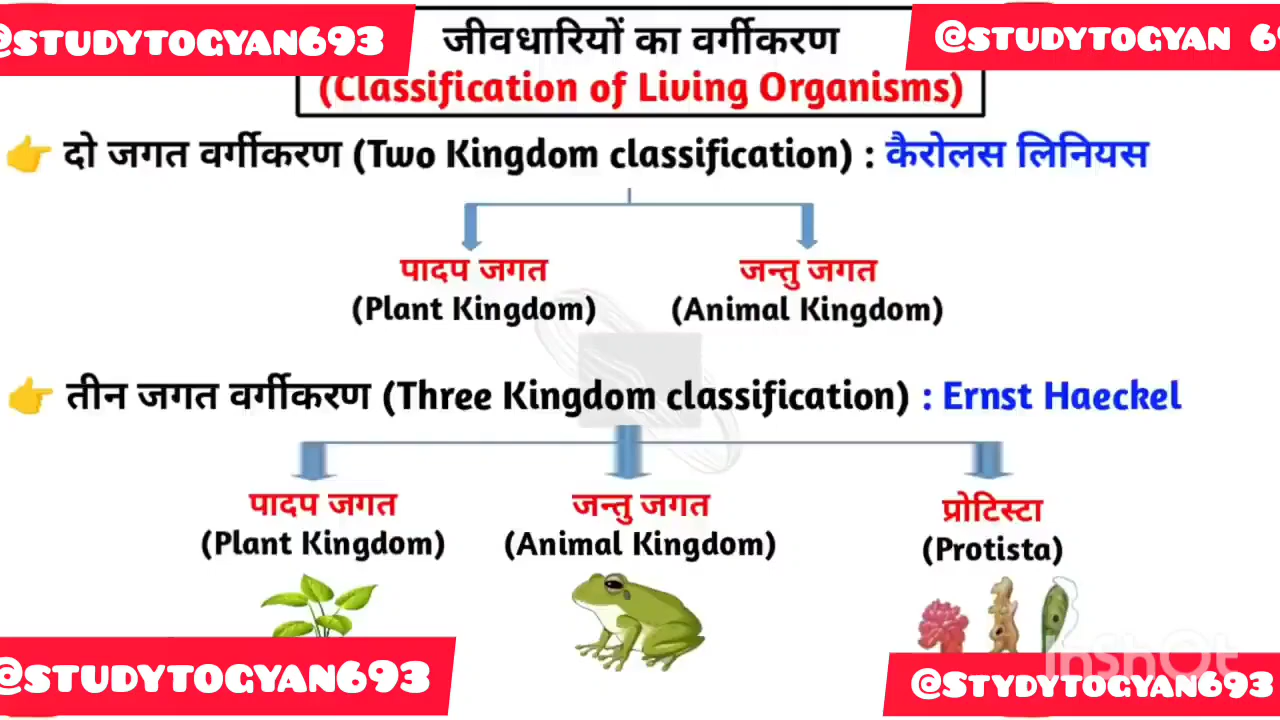 @STUDYTOGYAN693
जीवधारियों का वर्गीकरण
@STUDYTOGYAN 69
(Classification of Living Organisms)
👉 दो जगत वर्गीकरण (Two Kingdom classification) : कैरोलस लिनियस
पादप जगत
जन्तु जगत
(Plant Kingdom)
(Animal Kingdom)
👉 तीन जगत वर्गीकरण (Three Kingdom classification) : Ernst Haeckel
पादप जगत
जन्तु जगत
प्रोटिस्टा
(Plant Kingdom)
(Animal Kingdom)
(Protista)
InShOt
@STUDYTOGYAN693
@STYDYTOGYAN693